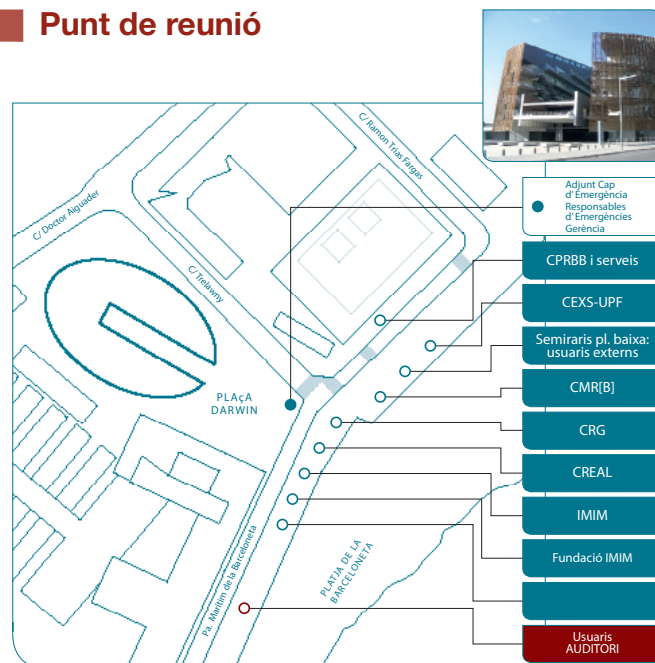 Punt de reunió
C/ Ramon Trias Fargas
C/ Doctor Aiguader
C/ Trelawny
PLAçA
DARWIN
Pa. Marítim de la Barceloneta
PLATJA DE LA
BARCELONETA
Adjunt Cap
d'Emergència
Responsables
d'Emergències
Gerència
CPRBB i serveis
CEXS-UPF
Semiraris pl. baixa:
usuaris externs
CMR[B]
CRG
CREAL
IMIM
Fundació IMIM
Usuaris
AUDITORI